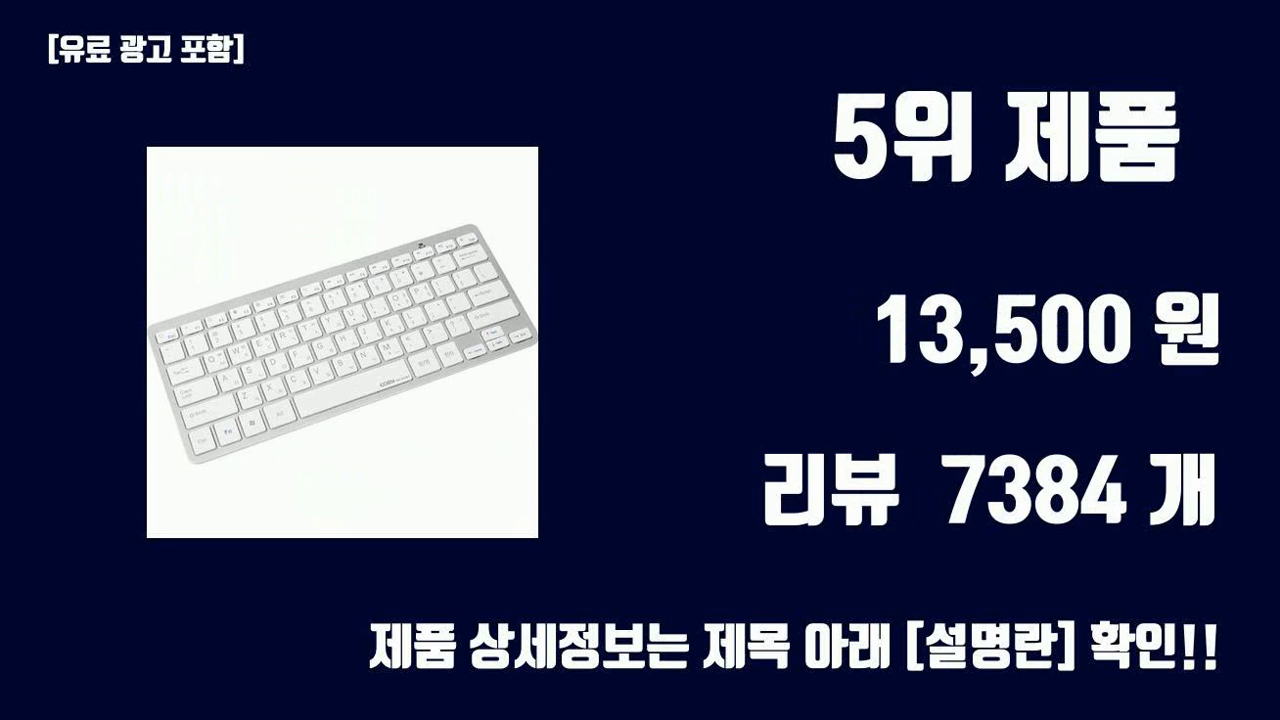 [유료 광고 포함]
5위 제품
13,500 원
리뷰 7384 개
제품 상세정보는 제목 아래 [설명란] 확인!!